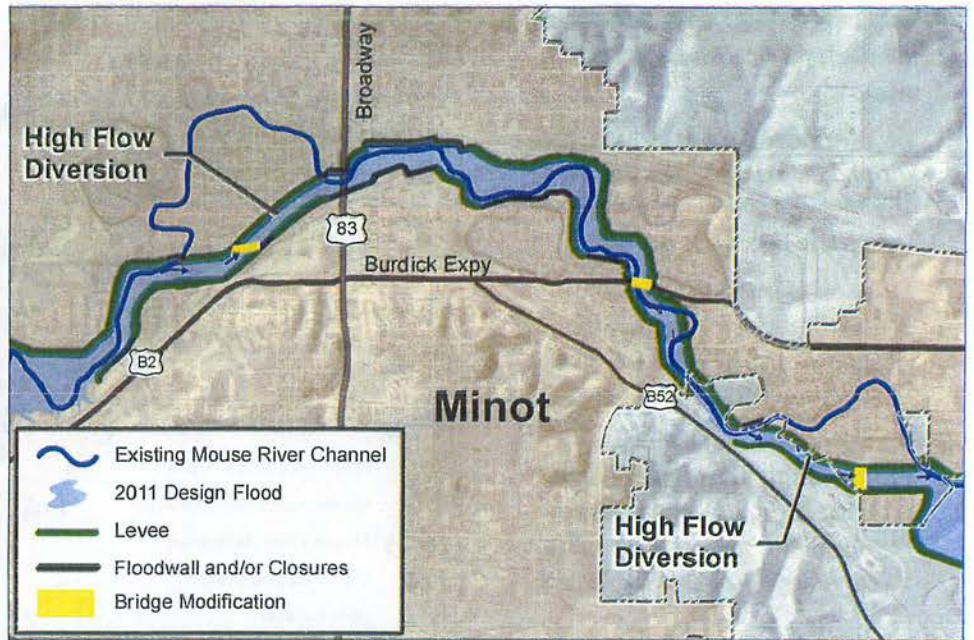 Broadway
High Flow
Diversion
83
Burdick Expy
B2
Minot
B52
High Flow
Diversion
Existing Mouse River Channel
2011 Design Flood
Levee
Floodwall and/or Closures
Bridge Modification